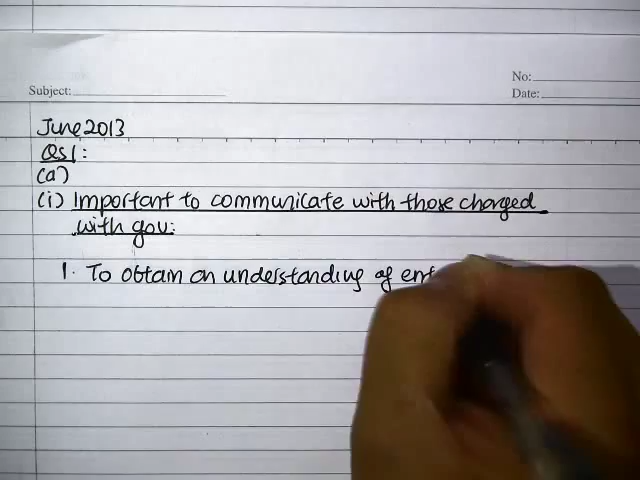 No:
Subject:
Date:
June 2013
Qs1:
(a)
(i) Important to communicate with those charged
with gov:
1. To obtain an understanding of